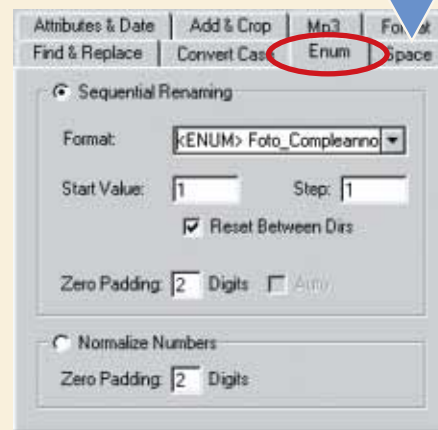 Attributes & Date Add & Crop Mp3
Find & Replace Convert Case Enum Space
Sequential Renaming
Format: <ENUM> Foto_Compleanno
Start Value: 1 Step: 1
Reset Between Dirs
Zero Padding: 2 Digits Auto
Normalize Numbers
Zero Padding: 2 Digits